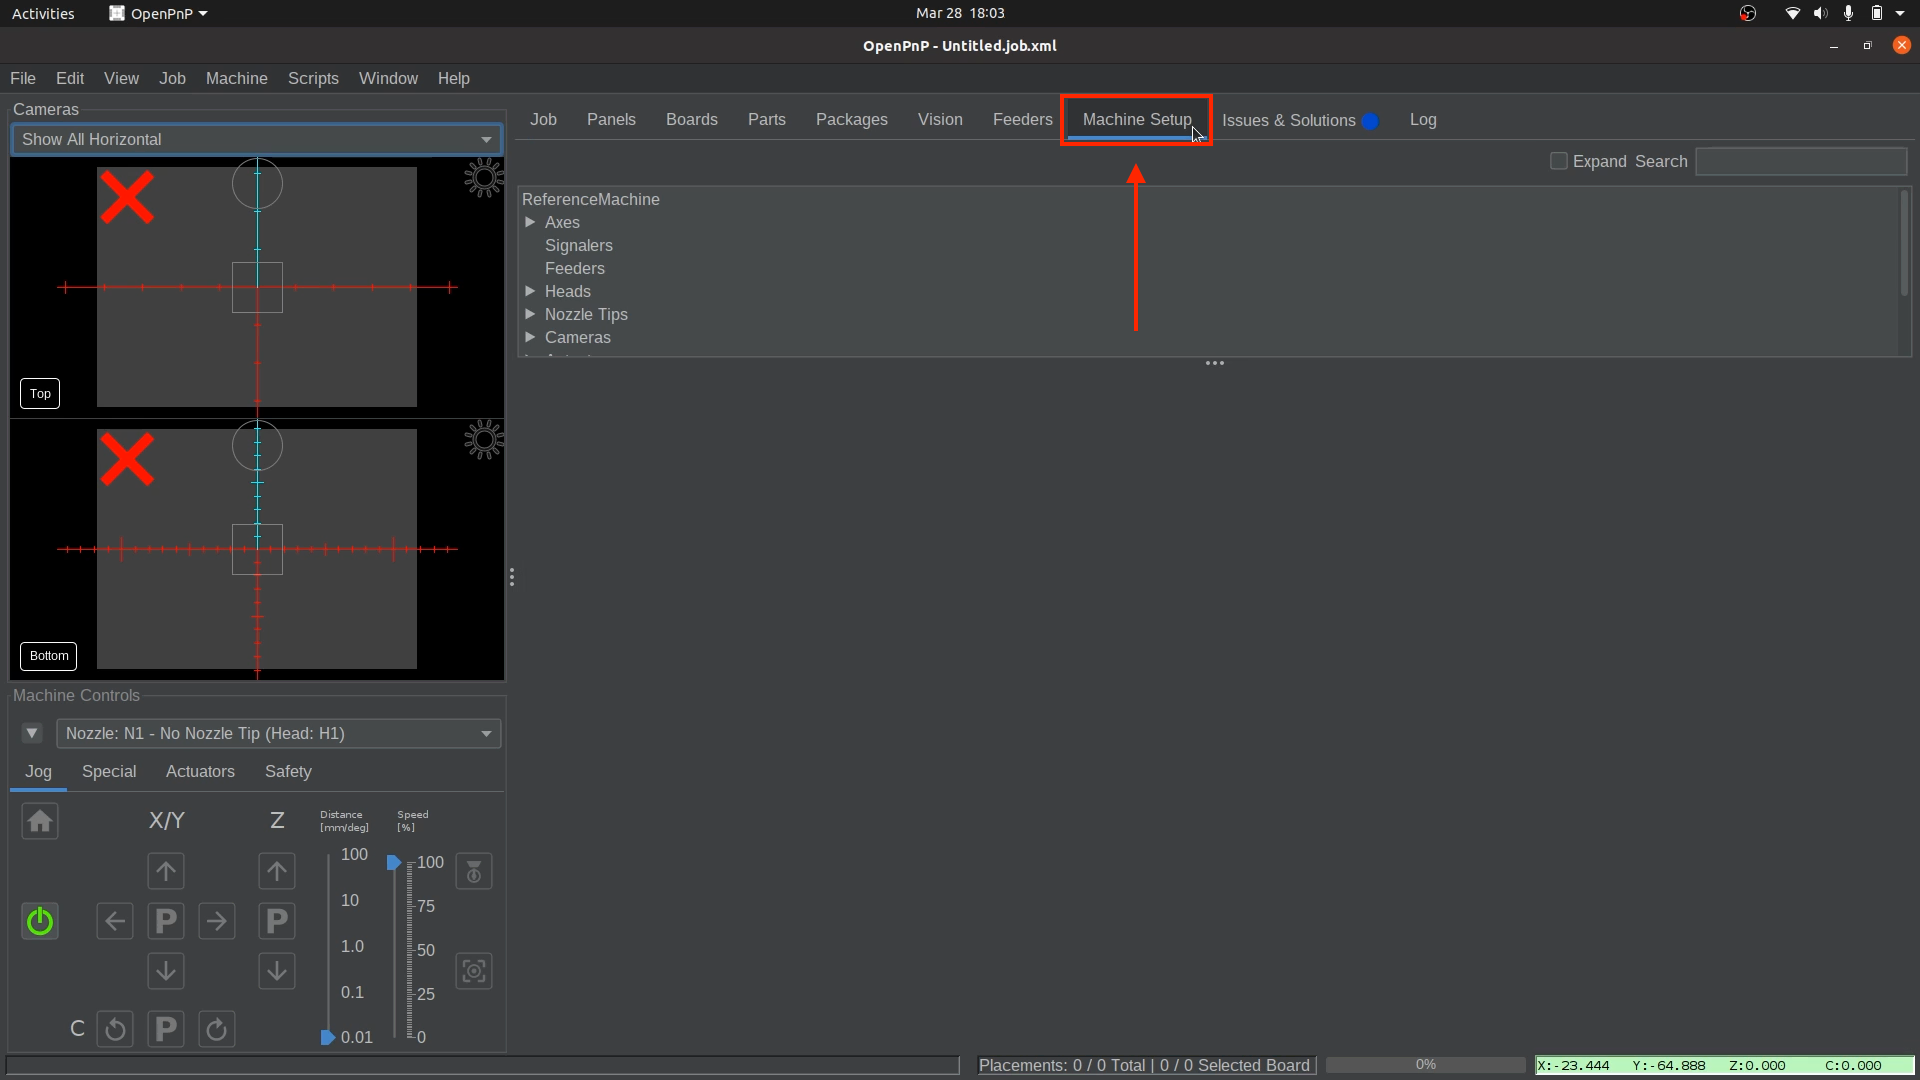 Activities OpenPnP Mar 28 18:03
OpenPnP - Untitled.job.xml
File Edit View Job Machine Scripts Window Help
Cameras
Show All Horizontal
Top
Bottom
Machine Controls
Nozzle: N1 - No Nozzle Tip (Head: H1)
Jog Special Actuators Safety
X/Y Z
Distance
[mm/deg]
Speed
[%]
100
10
1.0
0.1
0.01
100
75
50
25
0
P P
C P
Job Panels Boards Parts Packages Vision Feeders Machine Setup Issues & Solutions Log
Expand Search
ReferenceMachine
Axes
Signalers
Feeders
Heads
Nozzle Tips
Cameras
Placements: 0 / 0 Total | 0 / 0 Selected Board 0% X:-23.444 Y:-64.888 Z:0.000 C:0.000